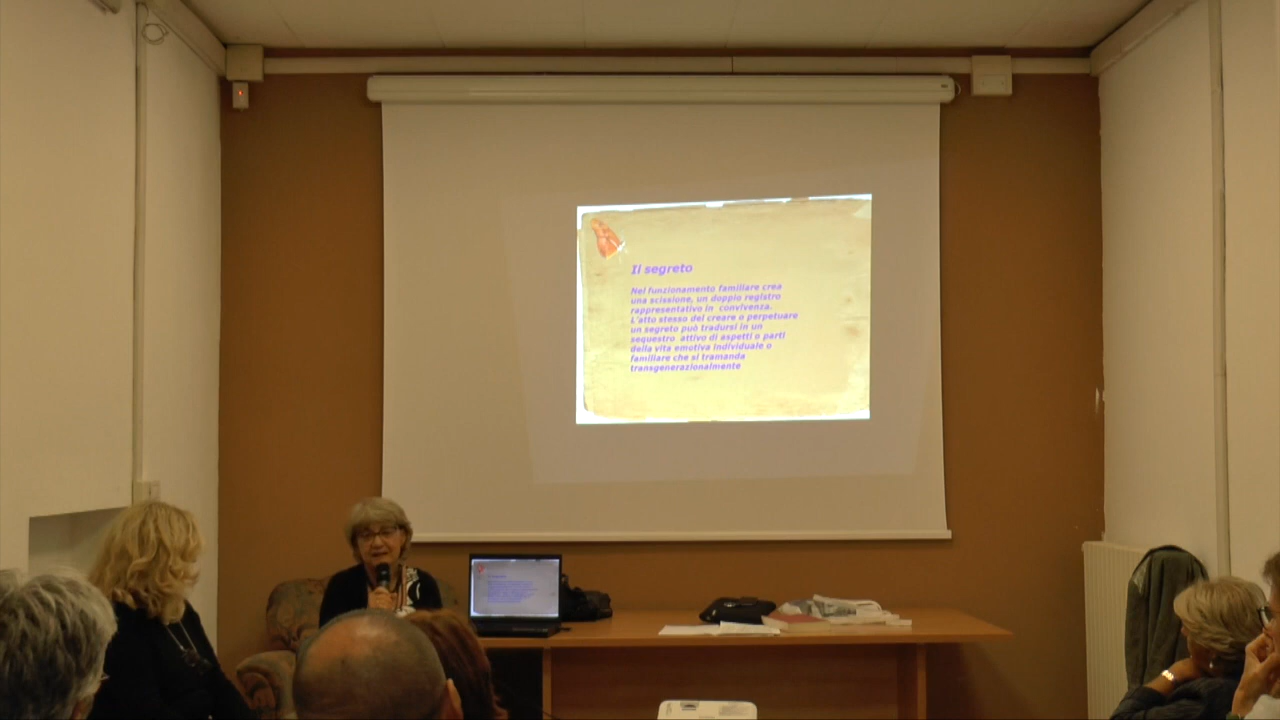 Il segreto
Nel funzionamento familiare crea
una scissione, un doppio registro
rappresentativo in convivenza.
L'atto stesso del creare o perpetuare
un segreto può tradursi in un
sequestro attivo di aspetti o parti
della vita emotiva individuale o
familiare che si tramanda
transgenerazionalmente